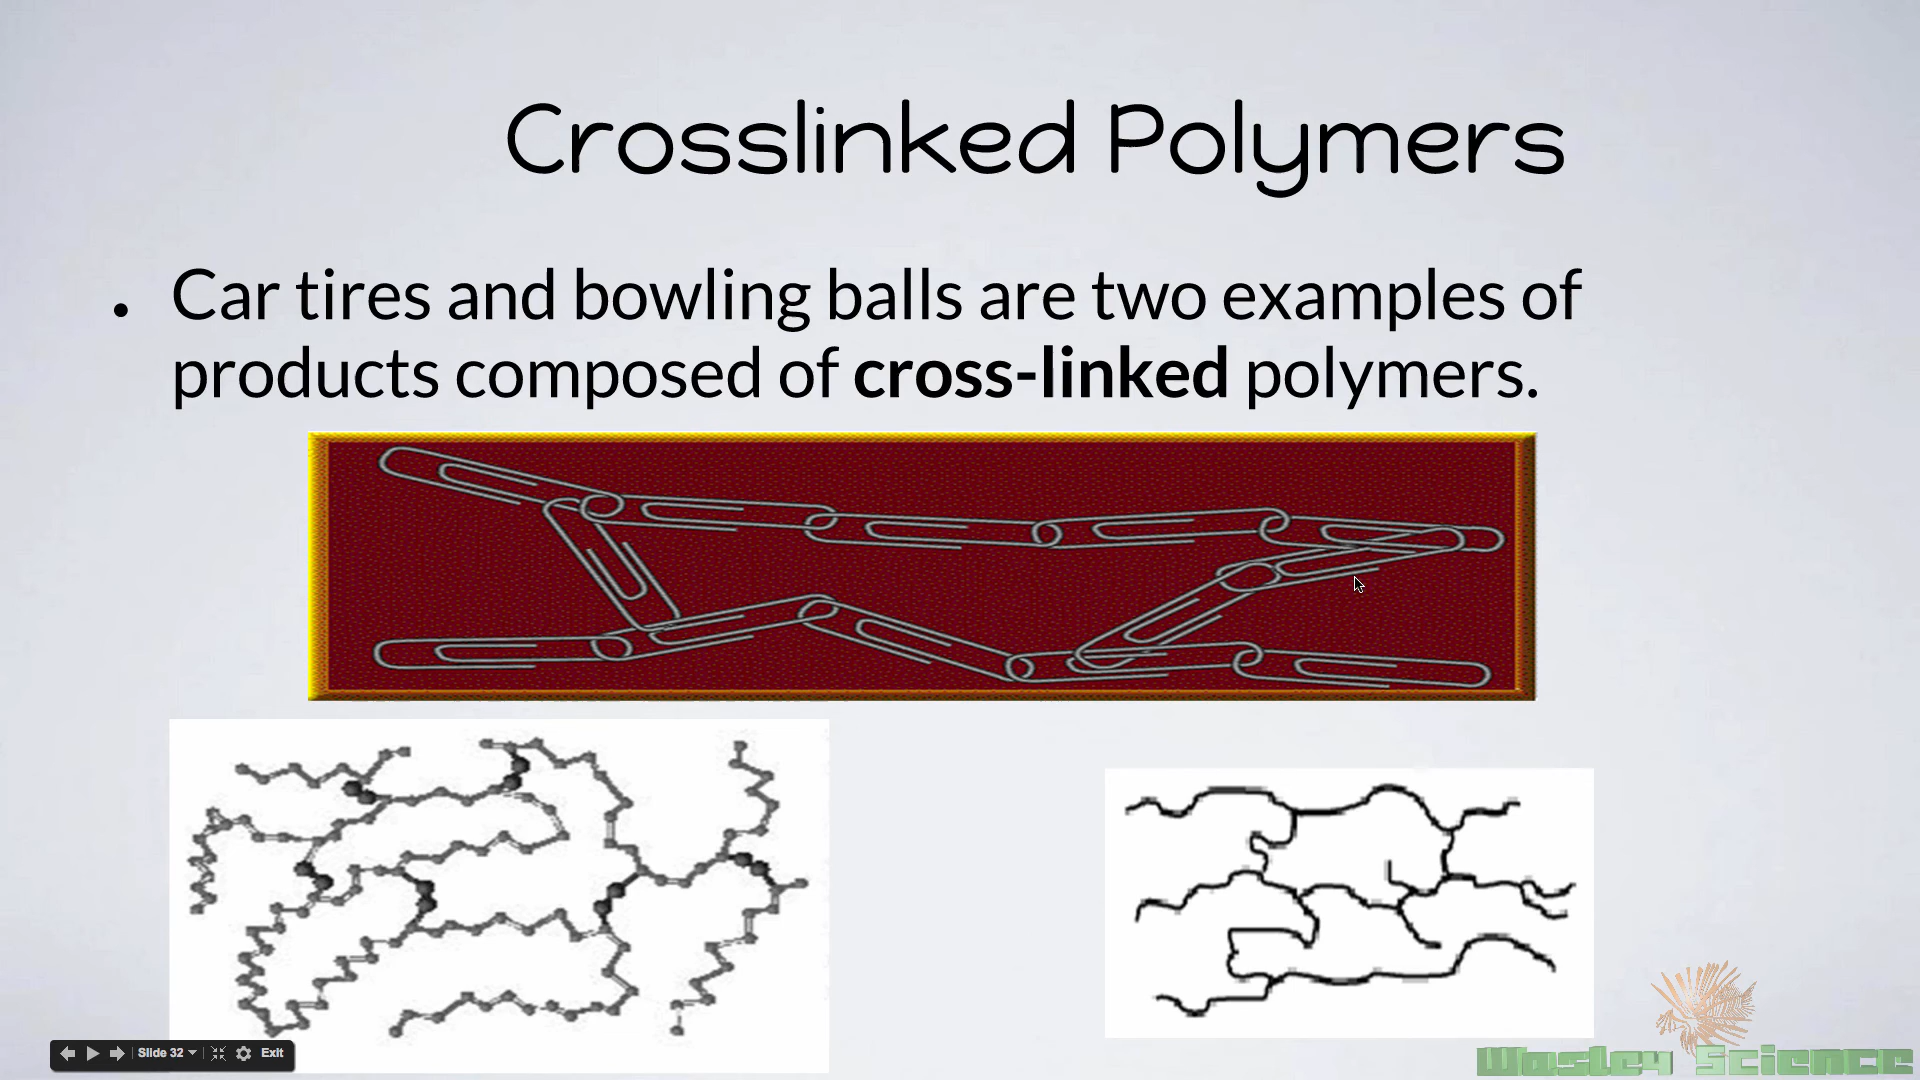 Crosslinked Polymers
• Car tires and bowling balls are two examples of
products composed of cross-linked polymers.
Slide 32
Exit
Wasley Science